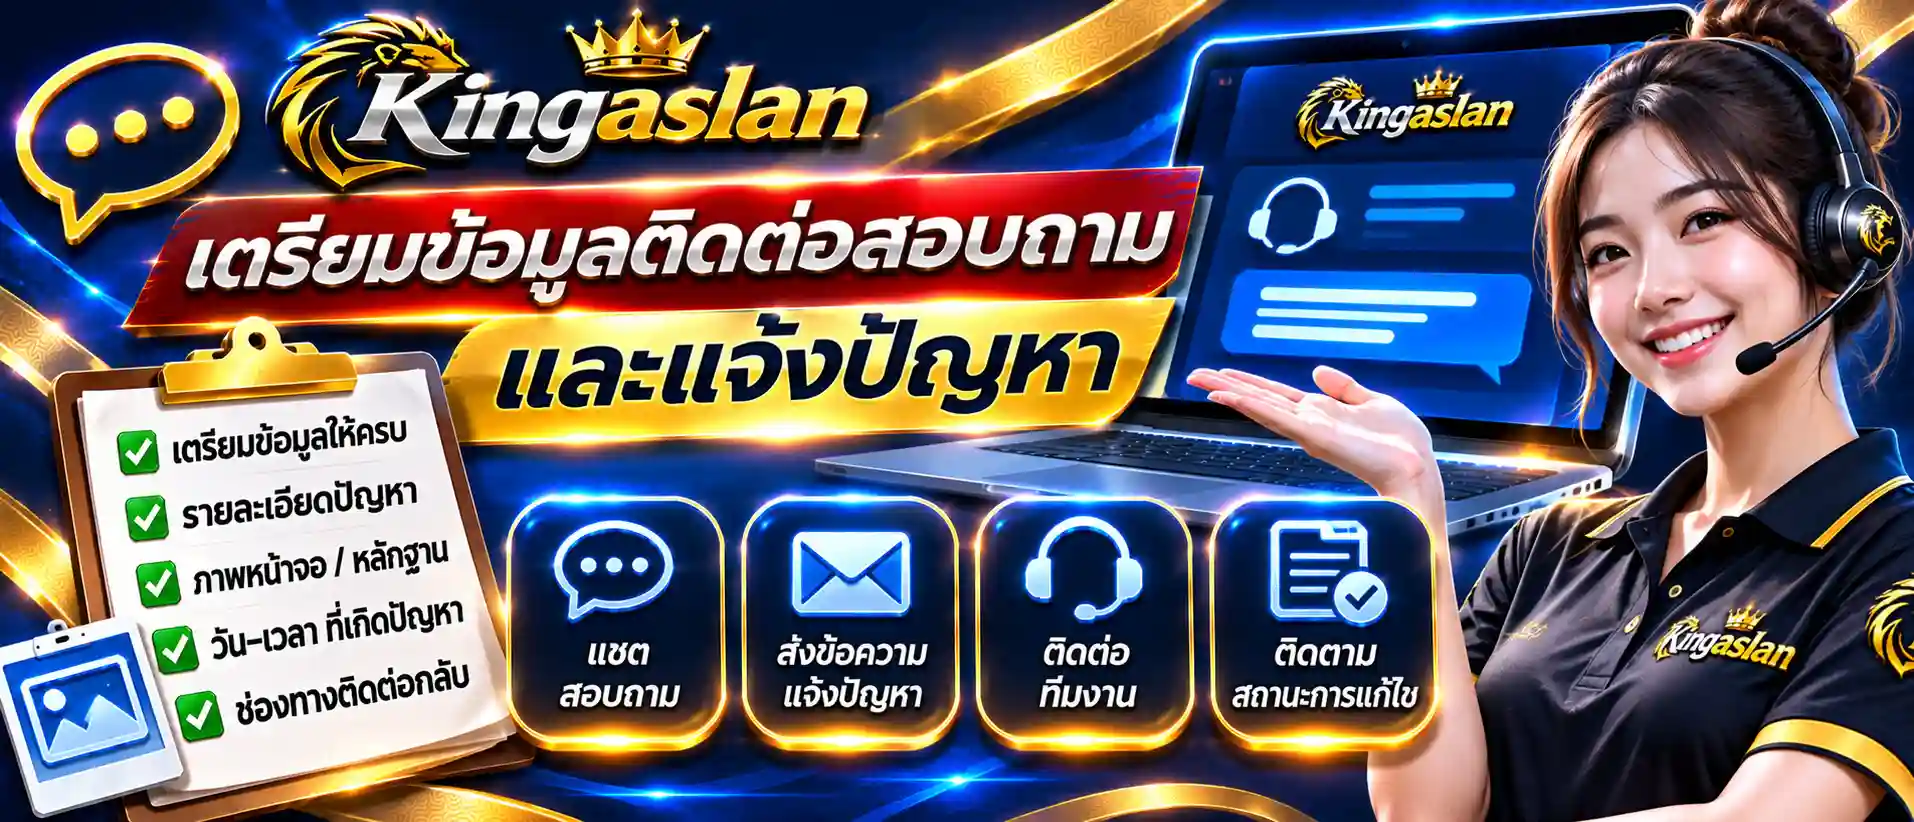 Kingaslan
Kingaslan
เตรียมข้อมูลติดต่อสอบถาม
และแจ้งปัญหา
เตรียมข้อมูลให้ครบ
รายละเอียดปัญหา
ภาพหน้าจอ / หลักฐาน
วัน-เวลา ที่เกิดปัญหา
ช่องทางติดต่อกลับ
แชต
สอบถาม
ส่งข้อความ
แจ้งปัญหา
ติดต่อ
ทีมงาน
ติดตาม
สถานะการแก้ไข
Kingaslan